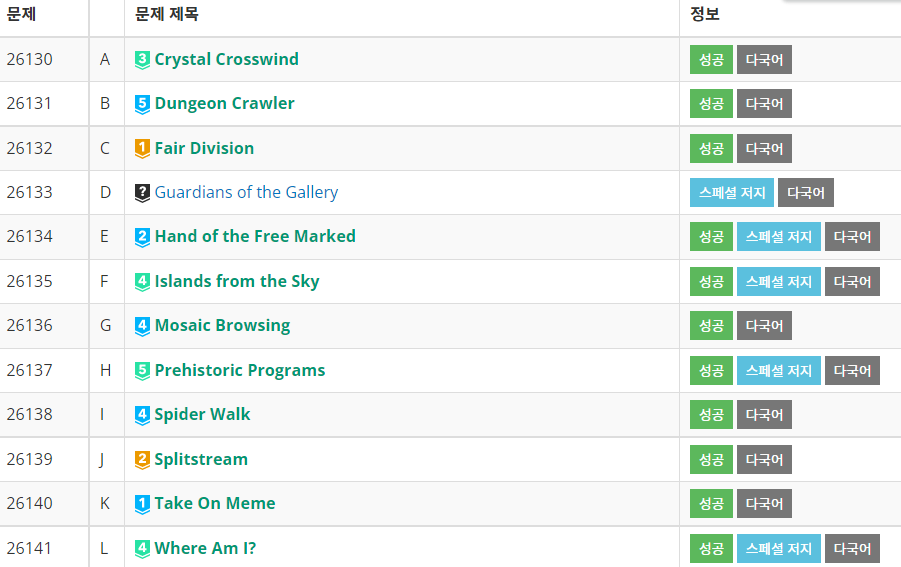 문제 문제 제목 정보
26130 A 3 Crystal Crosswind 성공 다국어
26131 B 5 Dungeon Crawler 성공 다국어
26132 C 1 Fair Division 성공 다국어
26133 D ? Guardians of the Gallery 스페셜 저지 다국어
26134 E 2 Hand of the Free Marked 성공 스페셜 저지 다국어
26135 F 4 Islands from the Sky 성공 스페셜 저지 다국어
26136 G 4 Mosaic Browsing 성공 다국어
26137 H 5 Prehistoric Programs 성공 스페셜 저지 다국어
26138 I 4 Spider Walk 성공 다국어
26139 J 2 Splitstream 성공 다국어
26140 K 1 Take On Meme 성공 다국어
26141 L 4 Where Am I? 성공 스페셜 저지 다국어